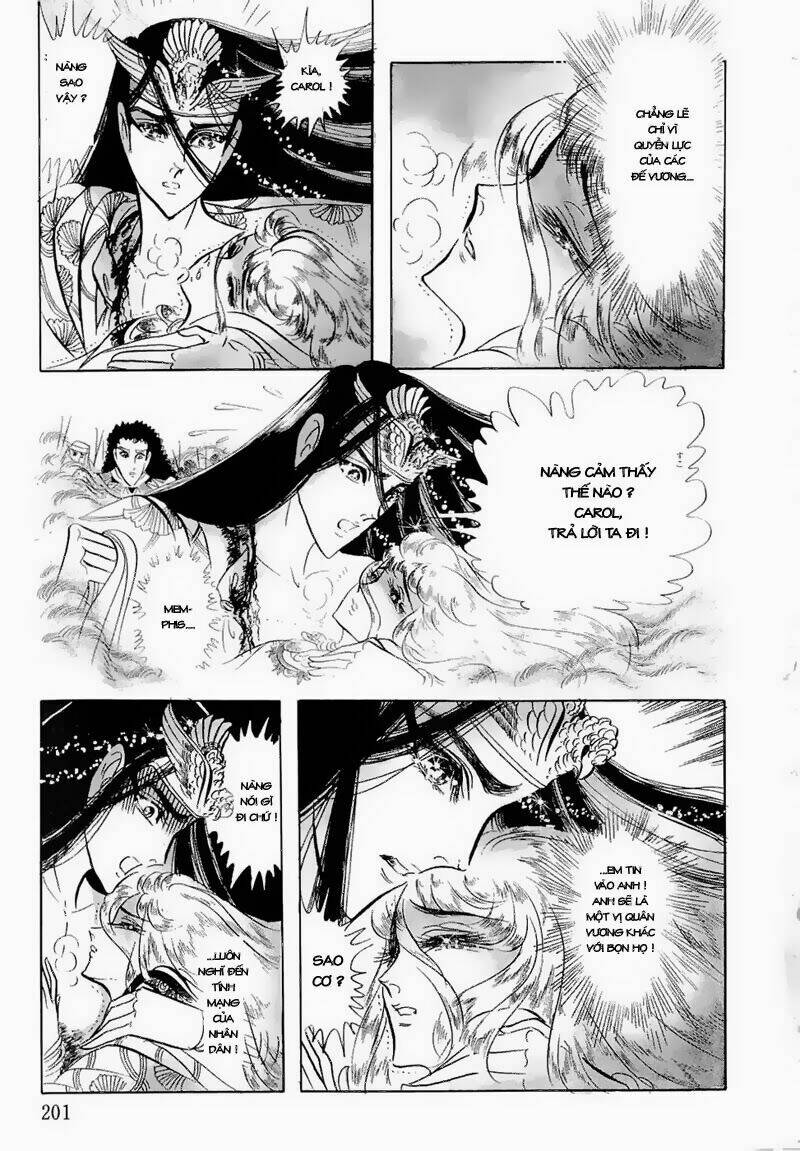 CHẲNG LẼ
CHỈ VÌ
QUYỀN LỰC
CỦA CÁC
ĐẾ VƯƠNG....
KÌA,
CAROL !
NÀNG
SAO
VẬY ?
NÀNG CẢM THẤY
THẾ NÀO ?
CAROL,
TRẢ LỜI TA ĐI !
MEM-
PHIS....
...EM TIN
VÀO ANH !
ANH SẼ LÀ
MỘT VỊ QUÂN
VƯƠNG KHÁC
VỚI BỌN HỌ !
SAO
CƠ ?
NÀNG
NÓI GÌ
ĐI CHỨ !
...LUÔN
NGHĨ ĐẾN
TÍNH
MẠNG
CỦA
NHÂN
DÂN !
201